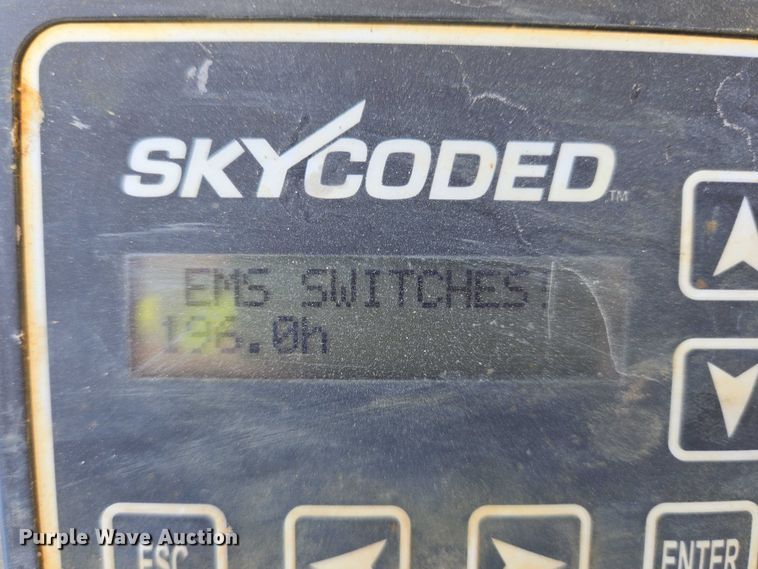 SKYCODED™
EMS SWITCHES!
196.0h
ESC
ENTER
Purple Wave Auction